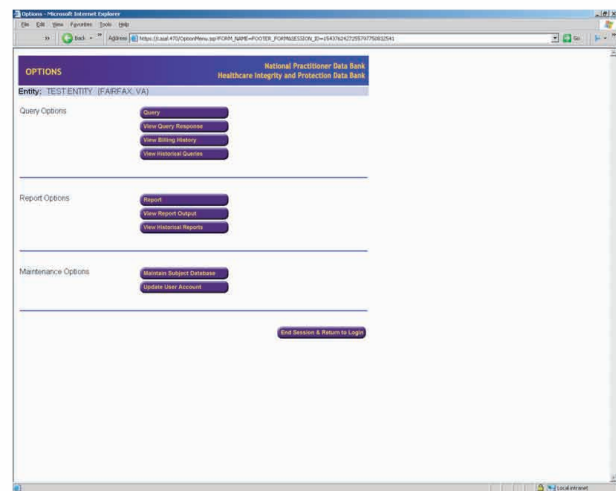 Options - Microsoft Internet Explorer
File Edit View Favorites Tools Help
Back Address Go
OPTIONS
National Practitioner Data Bank
Healthcare Integrity and Protection Data Bank
Entity: TEST ENTITY (FAIRFAX, VA)
Query Options
Query
View Query Response
View Billing History
View Historical Queries
Report Options
Report
View Report Output
View Historical Reports
Maintenance Options
Maintain Subject Database
Update User Account
End Session & Return to Login
Local intranet